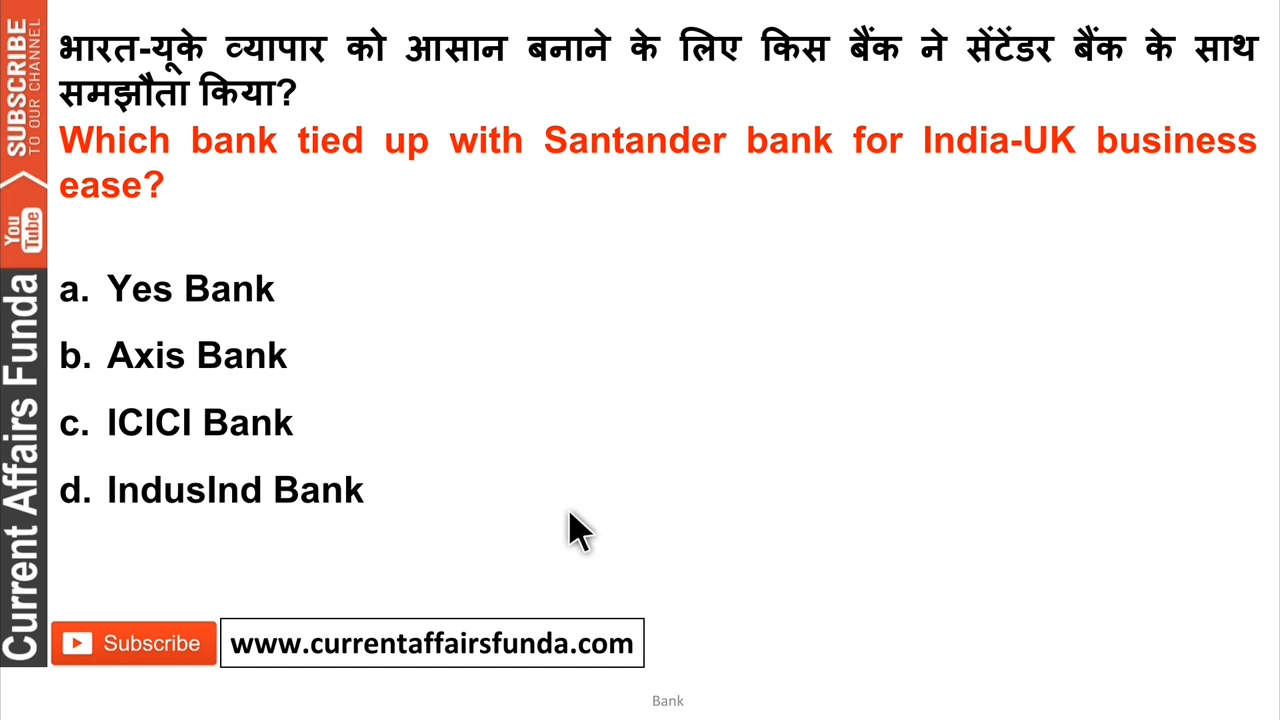 भारत-यूके व्यापार को आसान बनाने के लिए किस बैंक ने सेंटेंडर बैंक के साथ
समझौता किया?
Which bank tied up with Santander bank for India-UK business
ease?
a. Yes Bank
b. Axis Bank
c. ICICI Bank
d. IndusInd Bank
SUBSCRIBE
TO OUR CHANNEL
You
Tube
Current Affairs Funda
Subscribe
www.currentaffairsfunda.com
Bank